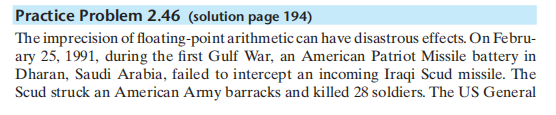 Practice Problem 2.46 (solution page 194)
The imprecision of floating-point arithmetic can have disastrous effects. On Febru-
ary 25, 1991, during the first Gulf War, an American Patriot Missile battery in
Dharan, Saudi Arabia, failed to intercept an incoming Iraqi Scud missile. The
Scud struck an American Army barracks and killed 28 soldiers. The US General